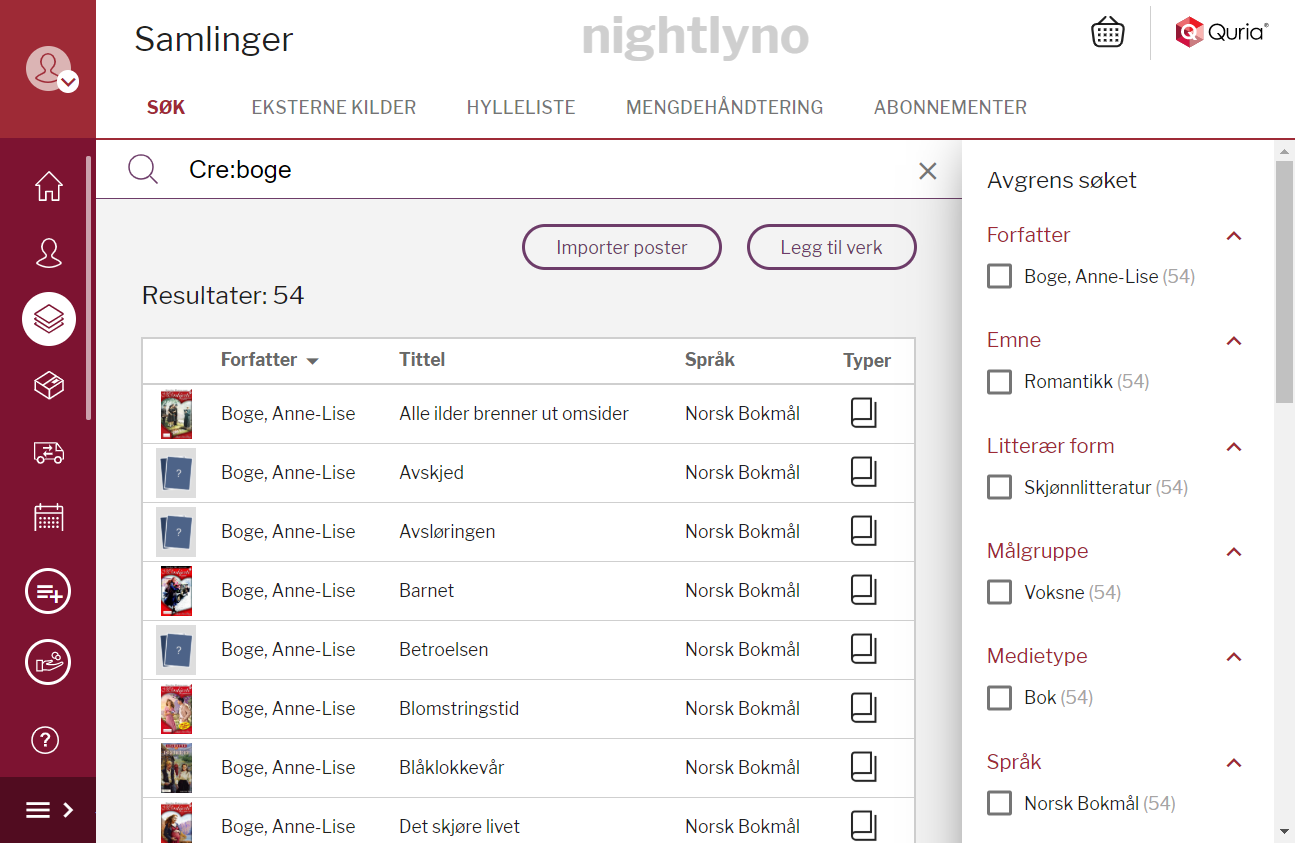 Samlinger
nightlyno
Quria®
SØK EKSTERNE KILDER HYLLELISTE MENGDEHÅNDTERING ABONNEMENTER
Cre:boge
Importer poster Legg til verk
Resultater: 54
Forfatter Tittel Språk Typer
Boge, Anne-Lise Alle ilder brenner ut omsider Norsk Bokmål
Boge, Anne-Lise Avskjed Norsk Bokmål
Boge, Anne-Lise Avsløringen Norsk Bokmål
Boge, Anne-Lise Barnet Norsk Bokmål
Boge, Anne-Lise Betroelsen Norsk Bokmål
Boge, Anne-Lise Blomstringstid Norsk Bokmål
Boge, Anne-Lise Blåklokkevår Norsk Bokmål
Boge, Anne-Lise Det skjøre livet Norsk Bokmål
Avgrens søket
Forfatter
Boge, Anne-Lise (54)
Emne
Romantikk (54)
Litterær form
Skjønnlitteratur (54)
Målgruppe
Voksne (54)
Medietype
Bok (54)
Språk
Norsk Bokmål (54)